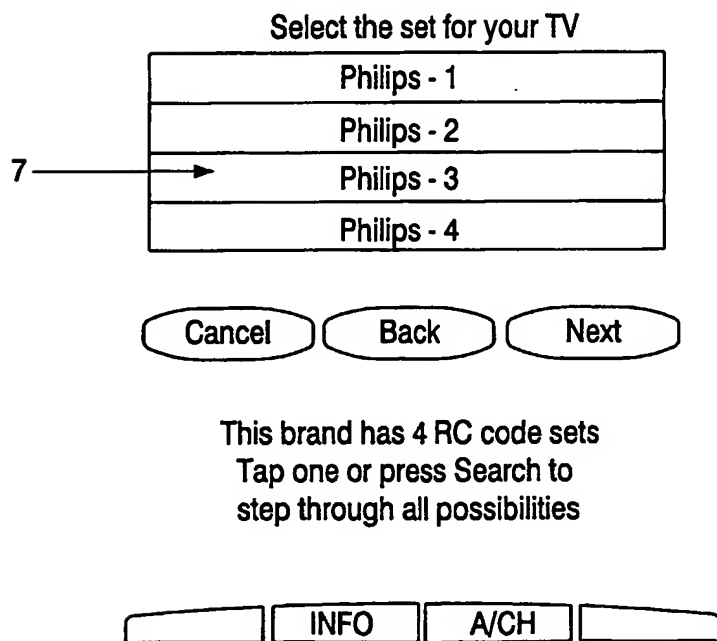 Select the set for your TV
Philips - 1
Philips - 2
7
Philips - 3
Philips - 4
Cancel Back Next
This brand has 4 RC code sets
Tap one or press Search to
step through all possibilities
INFO A/CH